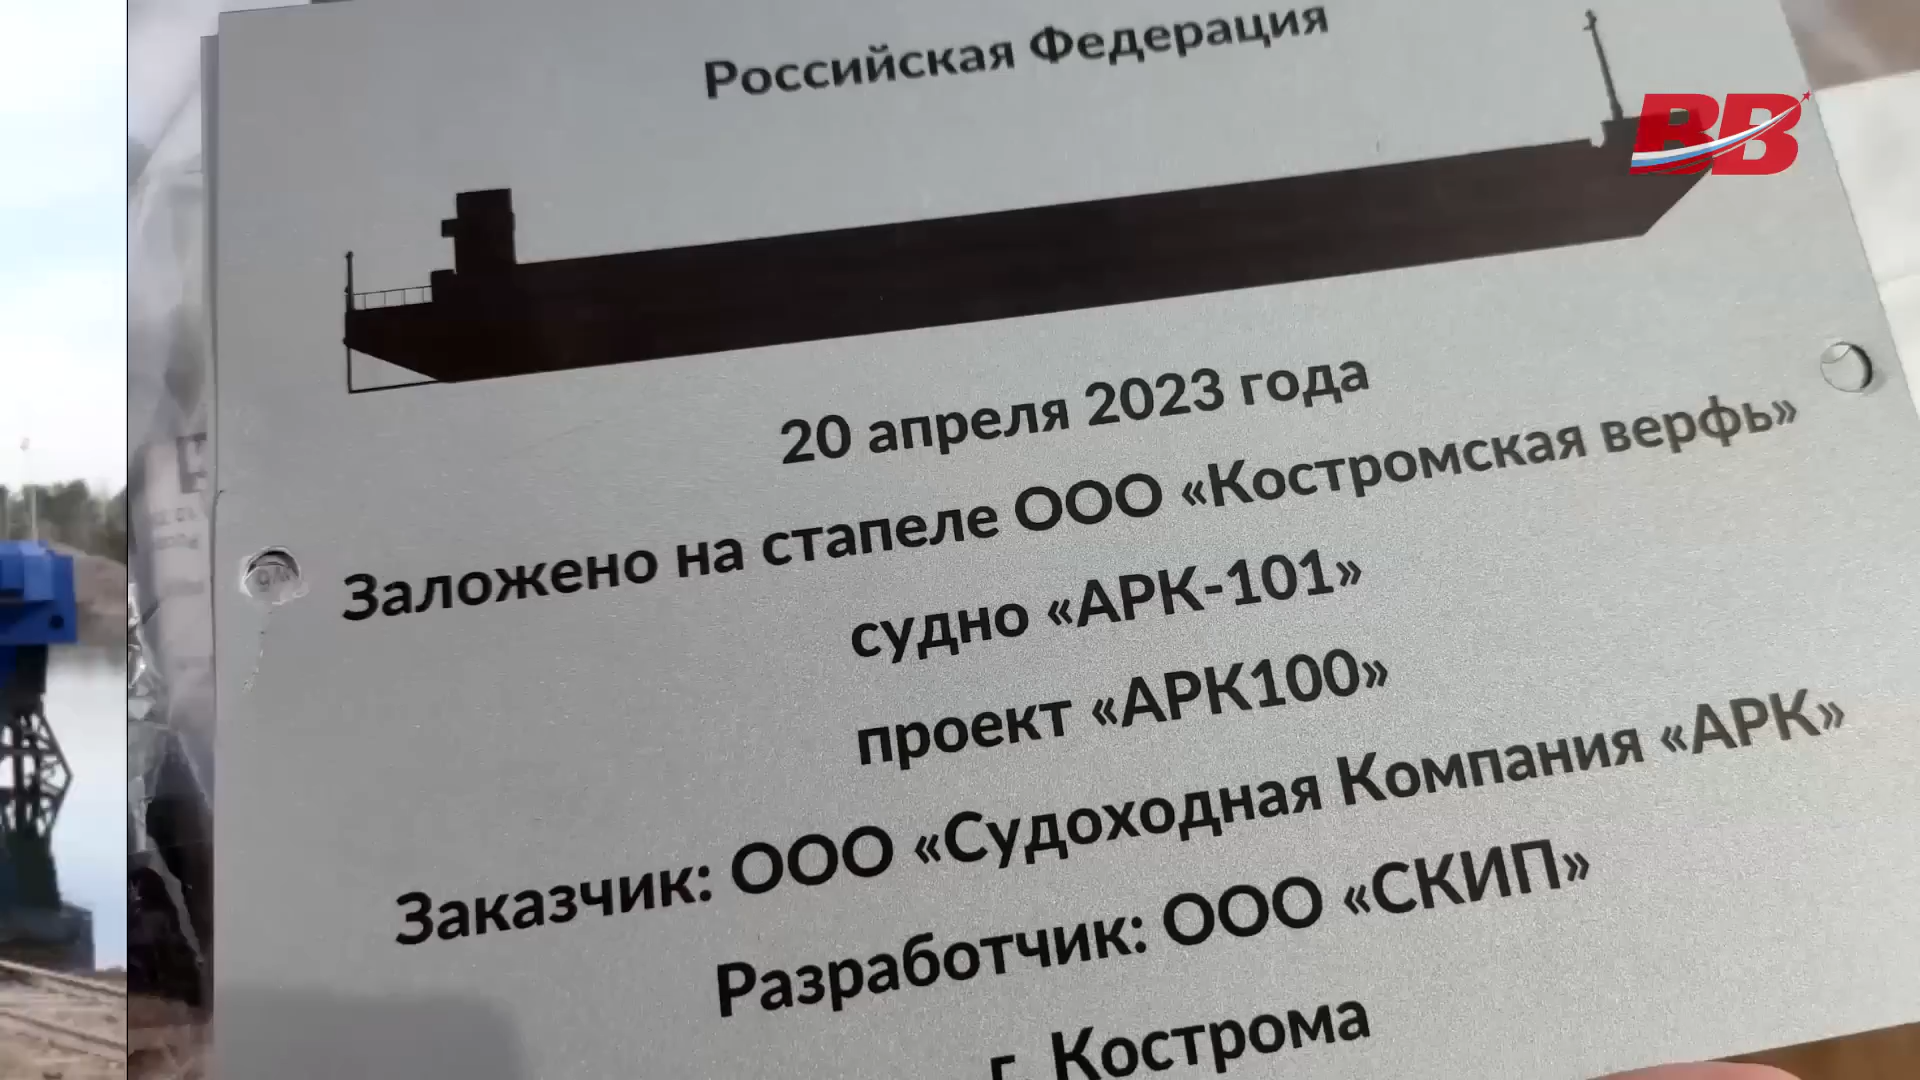 Российская Федерация
ВВ
20 апреля 2023 года
Заложено на стапеле ООО «Костромская верфь»
судно «АРК-101»
проект «АРК100»
Заказчик: ООО «Судоходная Компания «АРК»
Разработчик: ООО «СКИП»
г. Кострома